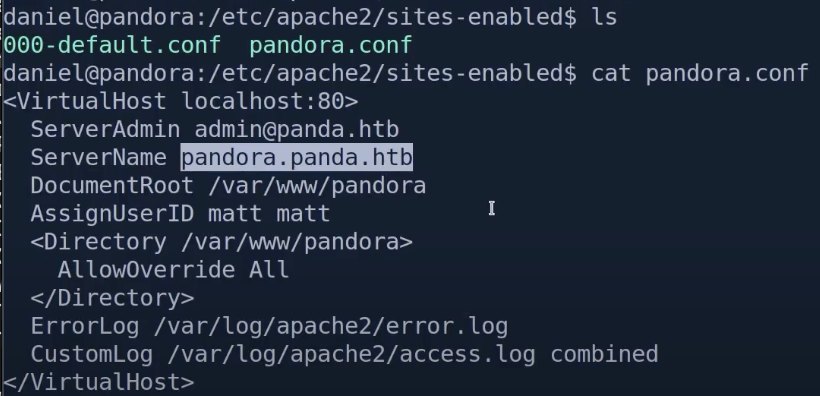 daniel@pandora:/etc/apache2/sites-enabled$ ls
000-default.conf  pandora.conf
daniel@pandora:/etc/apache2/sites-enabled$ cat pandora.conf
<VirtualHost localhost:80>
  ServerAdmin admin@panda.htb
  ServerName pandora.panda.htb
  DocumentRoot /var/www/pandora
  AssignUserID matt matt
  <Directory /var/www/pandora>
    AllowOverride All
  </Directory>
  ErrorLog /var/log/apache2/error.log
  CustomLog /var/log/apache2/access.log combined
</VirtualHost>